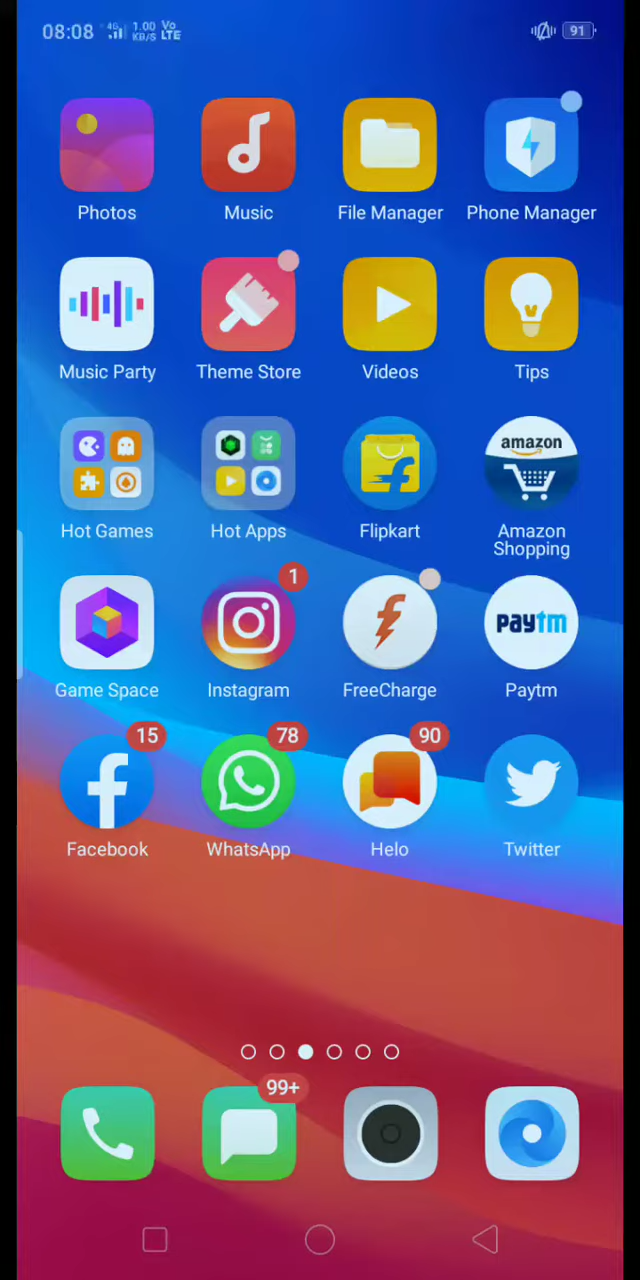 08:08 4G 1.00 KB/S Vo LTE 91
Photos Music File Manager Phone Manager
Music Party Theme Store Videos Tips
amazon
Hot Games Hot Apps Flipkart Amazon
Shopping
1
paytm
Game Space Instagram FreeCharge Paytm
15 78 90
Facebook WhatsApp Helo Twitter
99+